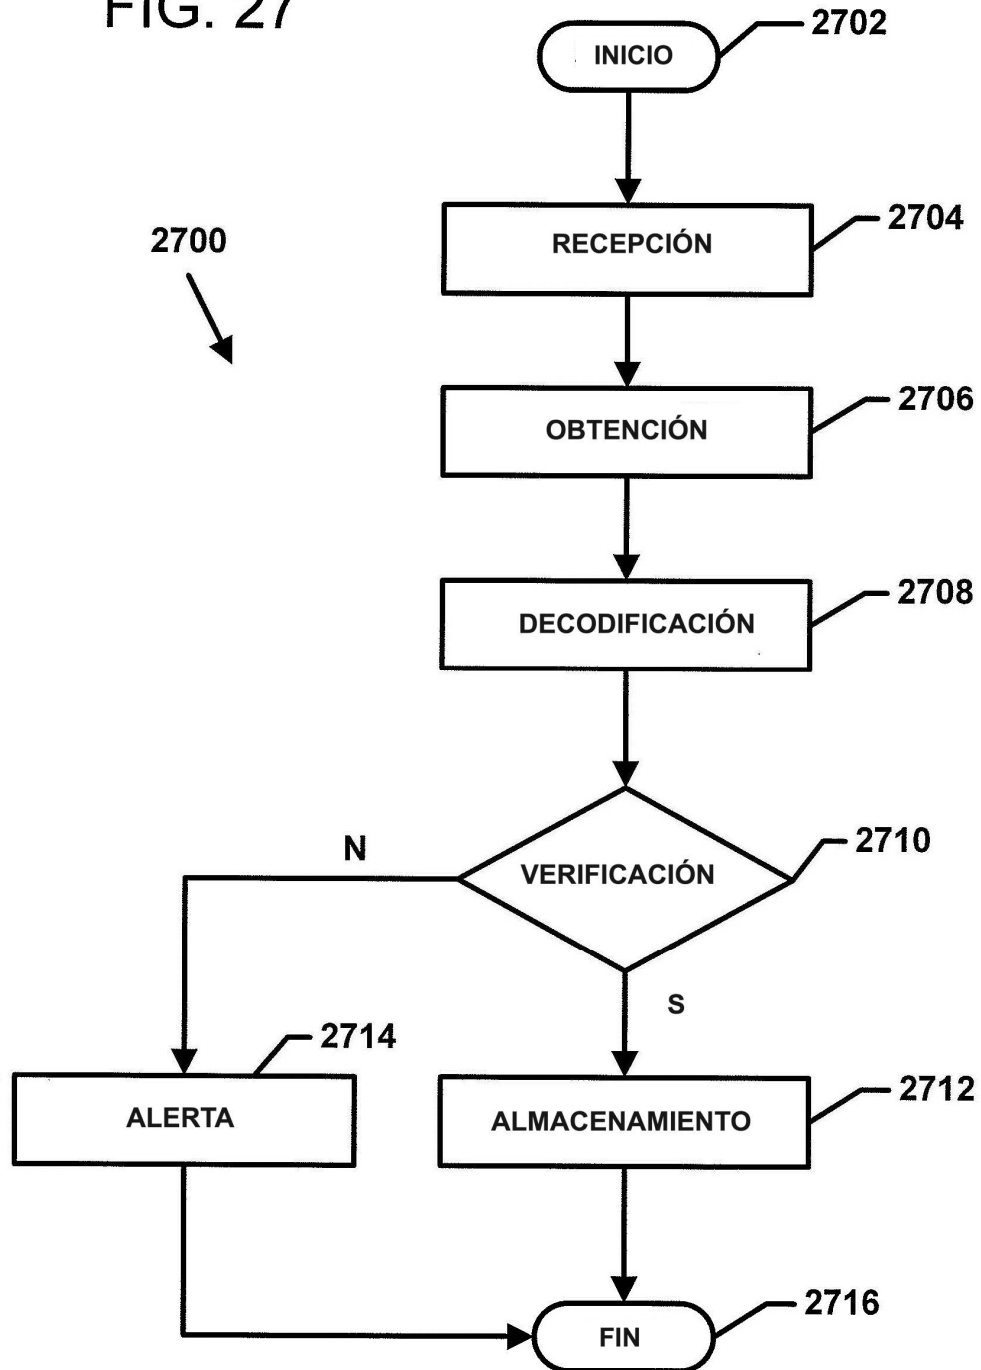 FIG. 27
2702
INICIO
2704
RECEPCIÓN
2700
2706
OBTENCIÓN
2708
DECODIFICACIÓN
N
2710
VERIFICACIÓN
S
2714
2712
ALERTA
ALMACENAMIENTO
2716
FIN